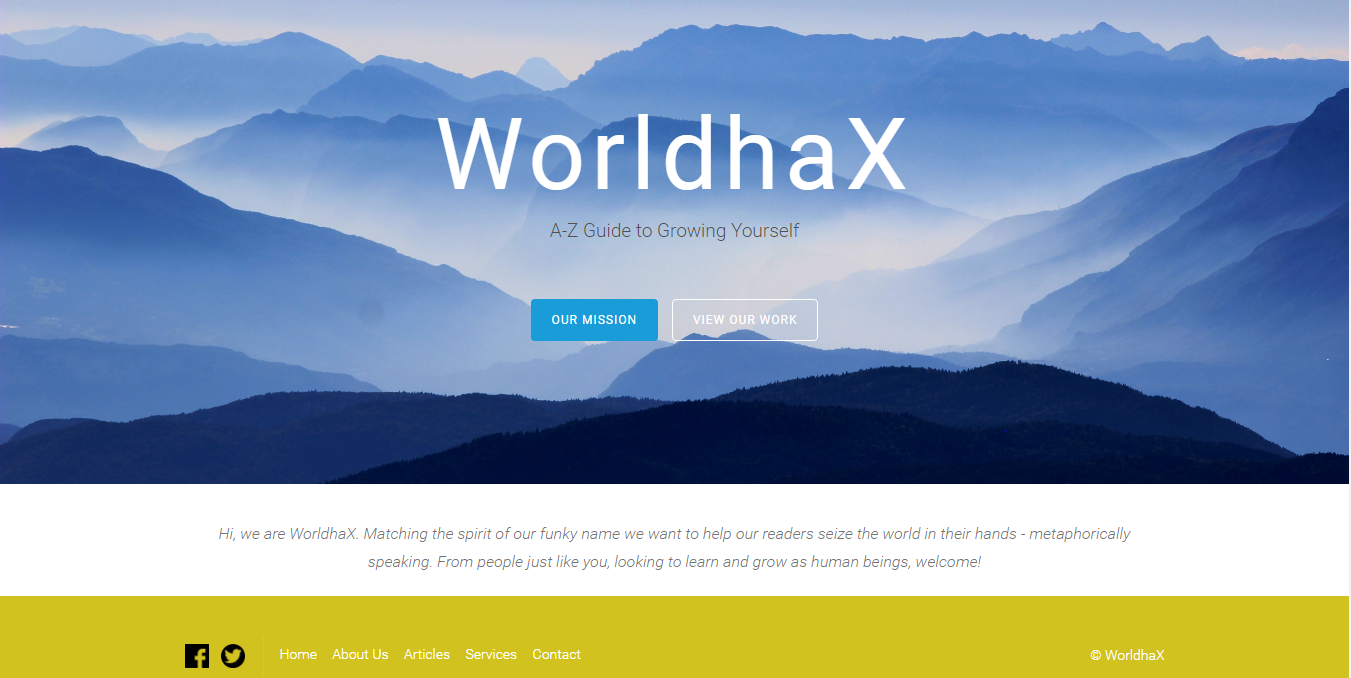 WorldhaX
A-Z Guide to Growing Yourself
OUR MISSION
VIEW OUR WORK
Hi, we are WorldhaX. Matching the spirit of our funky name we want to help our readers seize the world in their hands - metaphorically
speaking. From people just like you, looking to learn and grow as human beings, welcome!
Home About Us Articles Services Contact
© WorldhaX